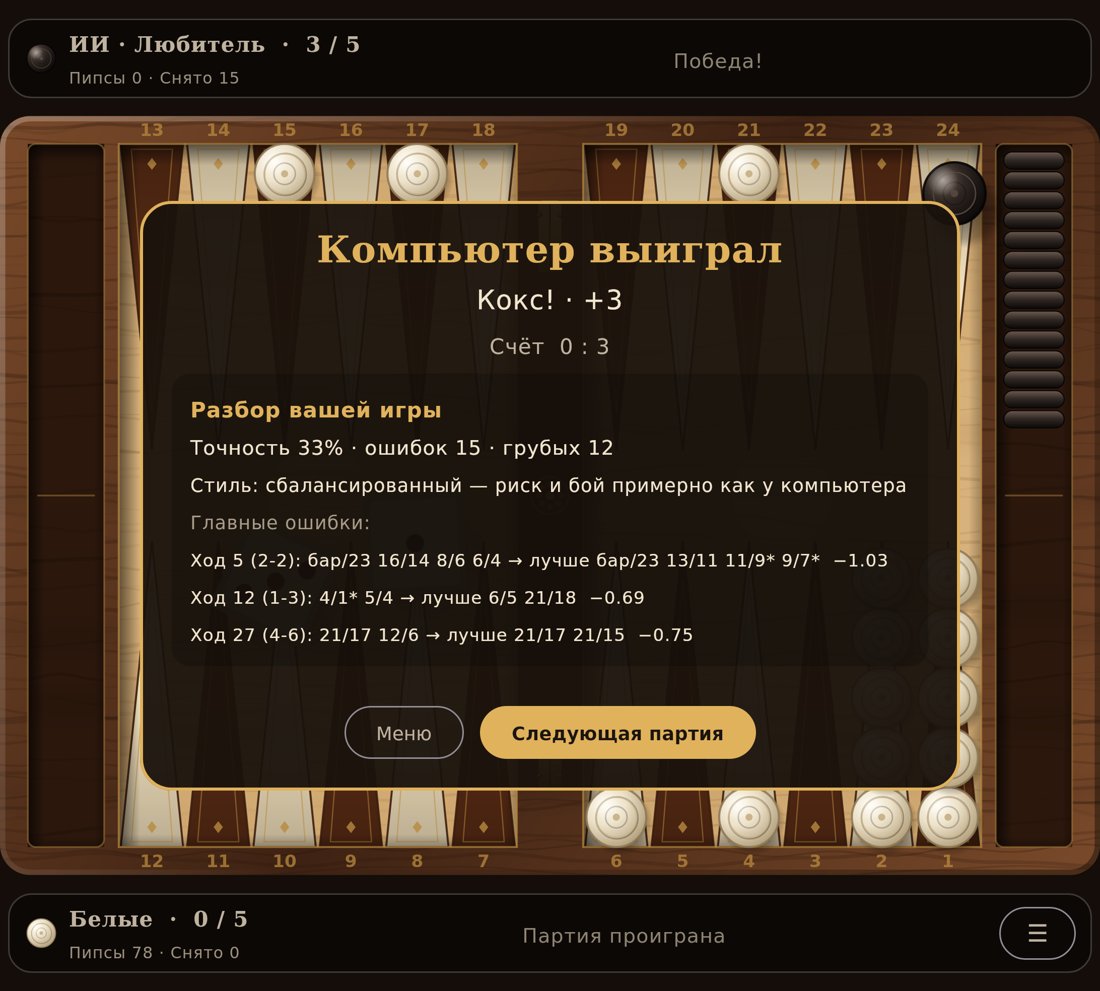 ИИ · Любитель · 3 / 5
Пипсы 0 · Снято 15
Победа!
13 14 15 16 17 18 19 20 21 22 23 24
Компьютер выиграл
Кокс! · +3
Счёт 0 : 3
Разбор вашей игры
Точность 33% · ошибок 15 · грубых 12
Стиль: сбалансированный — риск и бой примерно как у компьютера
Главные ошибки:
Ход 5 (2-2): бар/23 16/14 8/6 6/4 → лучше бар/23 13/11 11/9* 9/7* −1.03
Ход 12 (1-3): 4/1* 5/4 → лучше 6/5 21/18 −0.69
Ход 27 (4-6): 21/17 12/6 → лучше 21/17 21/15 −0.75
Меню
Следующая партия
12 11 10 9 8 7 6 5 4 3 2 1
Белые · 0 / 5
Пипсы 78 · Снято 0
Партия проиграна